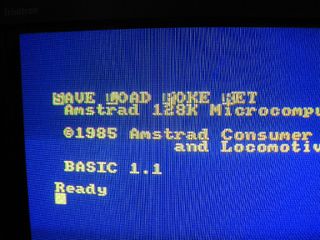 SAVE LOAD POKE GET
Amstrad 128K Microcompu
©1985 Amstrad Consumer
and Locomotiv
BASIC 1.1
Ready